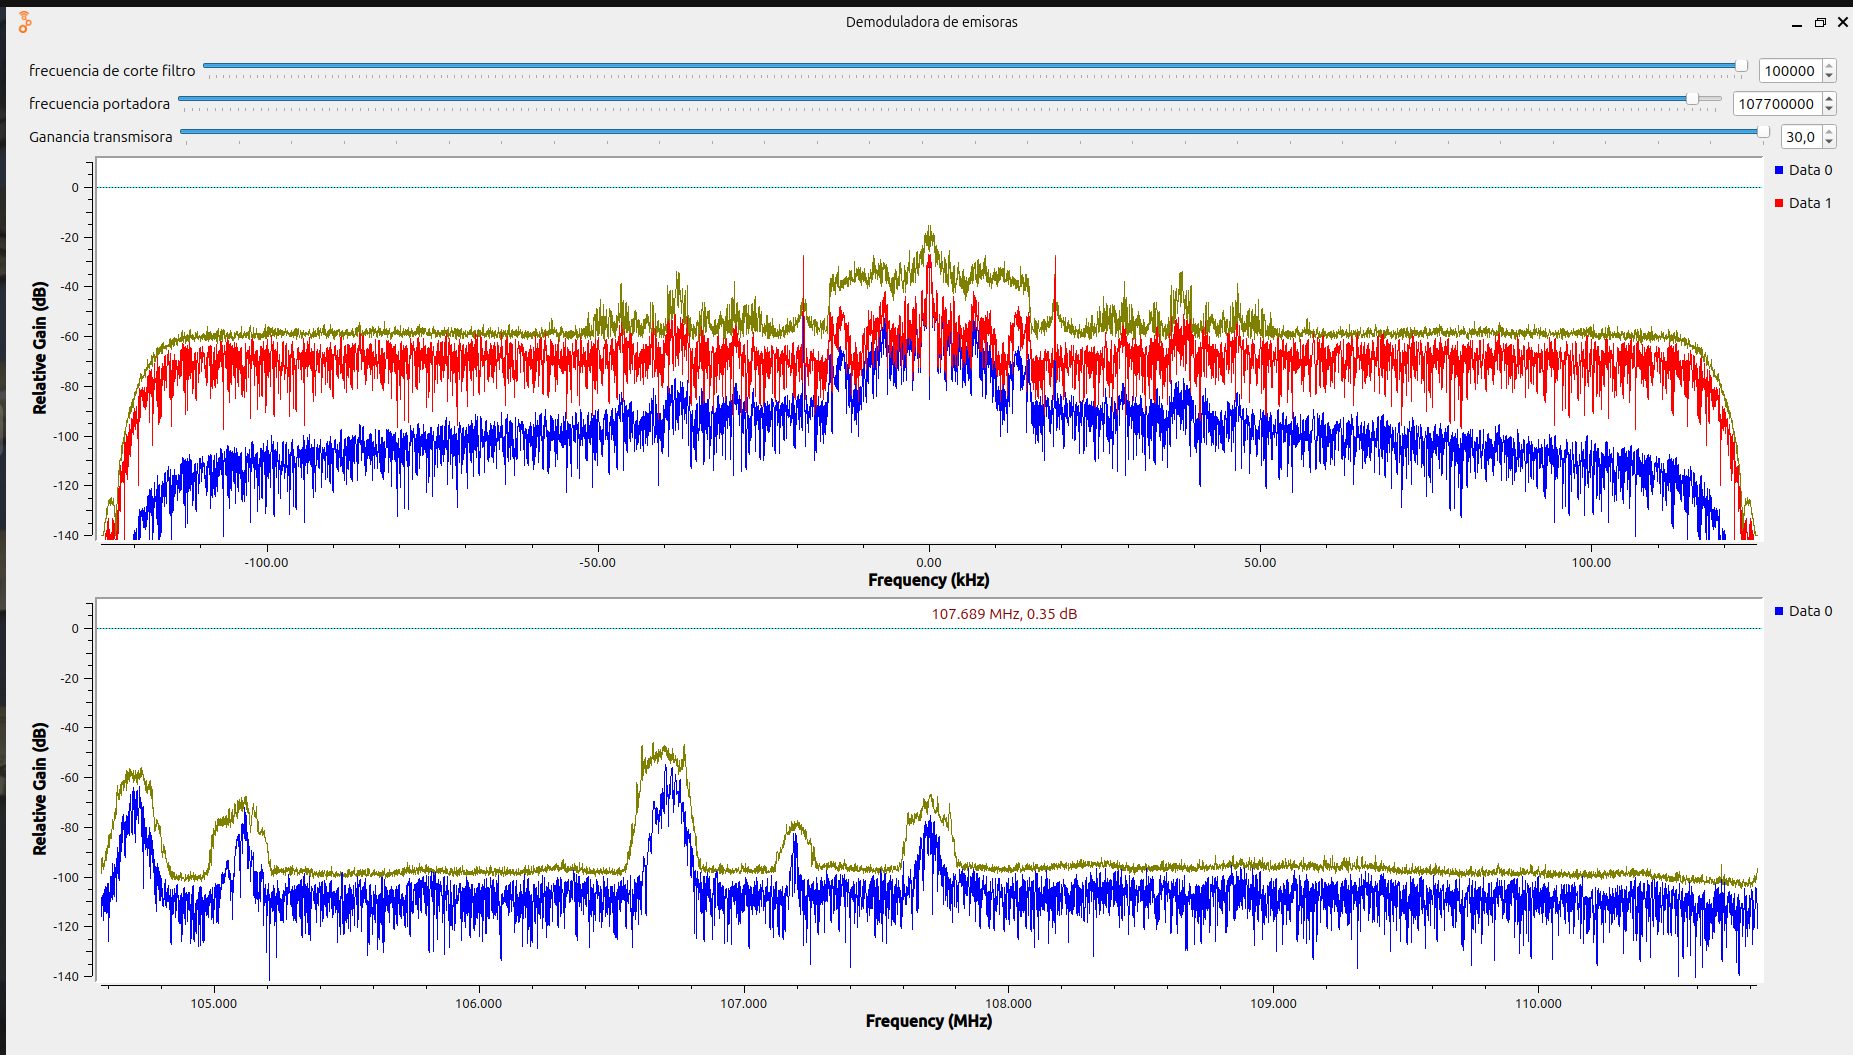 Demoduladora de emisoras
frecuencia de corte filtro 100000
frecuencia portadora 107700000
Ganancia transmisora 30,0
Data 0
Data 1
Relative Gain (dB)
0
-20
-40
-60
-80
-100
-120
-140
-100.00 -50.00 0.00 50.00 100.00
Frequency (kHz)
107.689 MHz, 0.35 dB
Data 0
Relative Gain (dB)
0
-20
-40
-60
-80
-100
-120
-140
105.000 106.000 107.000 108.000 109.000 110.000
Frequency (MHz)